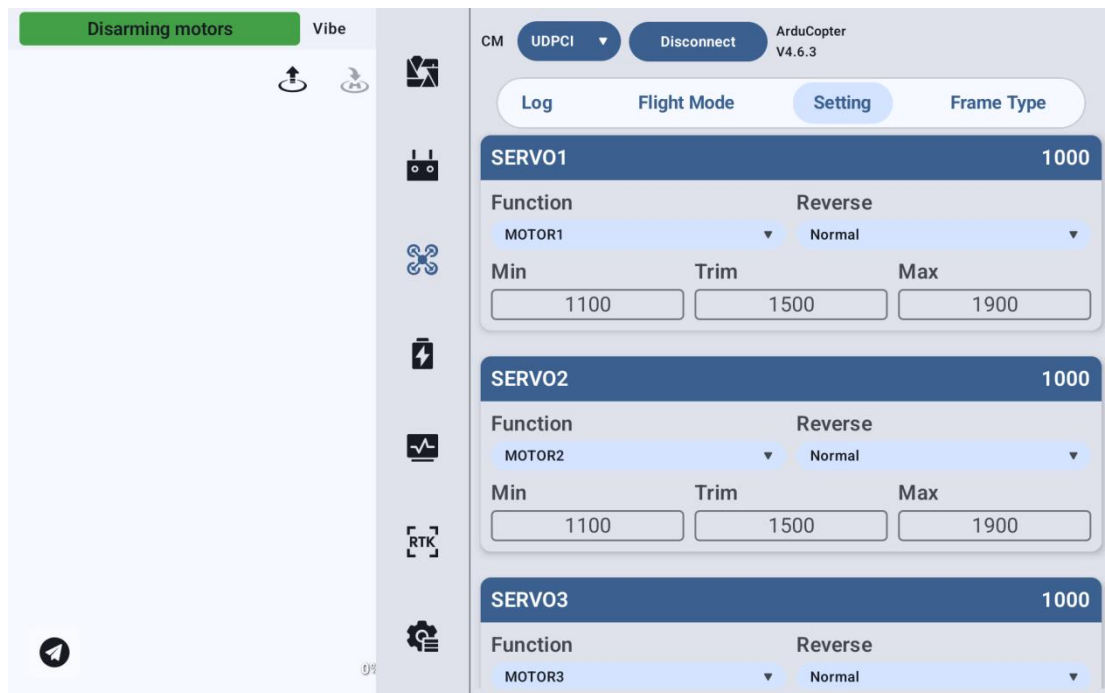 Disarming motors Vibe
CM UDPCI Disconnect ArduCopter
V4.6.3
Log Flight Mode Setting Frame Type
SERVO1 1000
Function Reverse
MOTOR1 Normal
Min Trim Max
1100 1500 1900
SERVO2 1000
Function Reverse
MOTOR2 Normal
Min Trim Max
1100 1500 1900
RTK
SERVO3 1000
Function Reverse
MOTOR3 Normal